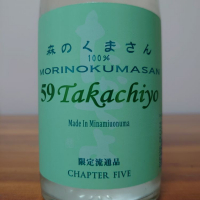 森のくまさん
100%
MORINOKUMASAN
59 Takachiyo
Made In Minamiuonuma
限定流通品
CHAPTER FIVE